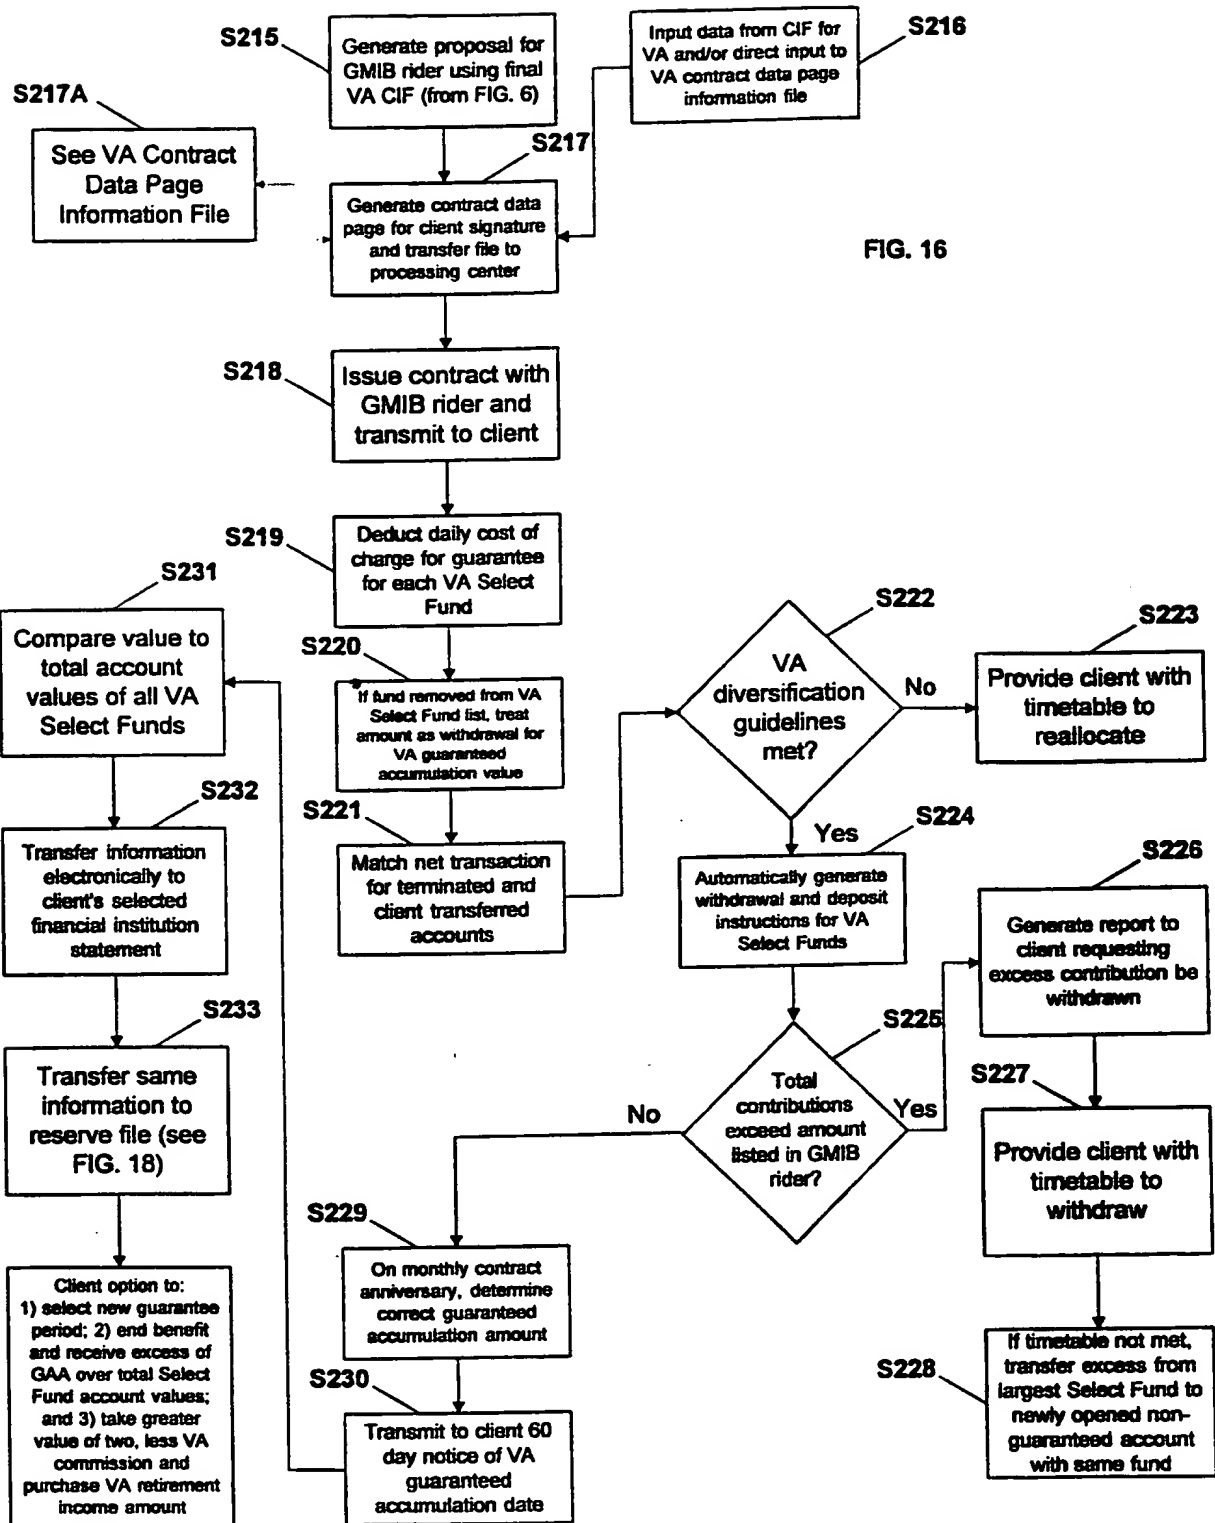 S215
Generate proposal for
GMIB rider using final
VA CIF (from FIG. 6)
Input data from CIF for
VA and/or direct input to
VA contract data page
information file
S216
S217A
See VA Contract
Data Page
Information File
S217
Generate contract data
page for client signature
and transfer file to
processing center
FIG. 16
S218
Issue contract with
GMIB rider and
transmit to client
S219
Deduct daily cost of
charge for guarantee
for each VA Select
Fund
S220
If fund removed from VA
Select Fund list, treat
amount as withdrawal for
VA guaranteed
accumulation value
S221
Match net transaction
for terminated and
client transferred
accounts
S222
VA
diversification
guidelines
met?
No
Yes
S223
Provide client with
timetable to
reallocate
S224
Automatically generate
withdrawal and deposit
instructions for VA
Select Funds
S225
Total
contributions
exceed amount
listed in GMIB
rider?
No
Yes
S226
Generate report to
client requesting
excess contribution be
withdrawn
S227
Provide client with
timetable to
withdraw
S228
If timetable not met,
transfer excess from
largest Select Fund to
newly opened non-
guaranteed account
with same fund
S229
On monthly contract
anniversary, determine
correct guaranteed
accumulation amount
S230
Transmit to client 60
day notice of VA
guaranteed
accumulation date
S231
Compare value to
total account
values of all VA
Select Funds
S232
Transfer information
electronically to
client's selected
financial institution
statement
S233
Transfer same
information to
reserve file (see
FIG. 18)
Client option to:
1) select new guarantee
period; 2) end benefit
and receive excess of
GAA over total Select
Fund account values;
and 3) take greater
value of two, less VA
commission and
purchase VA retirement
income amount